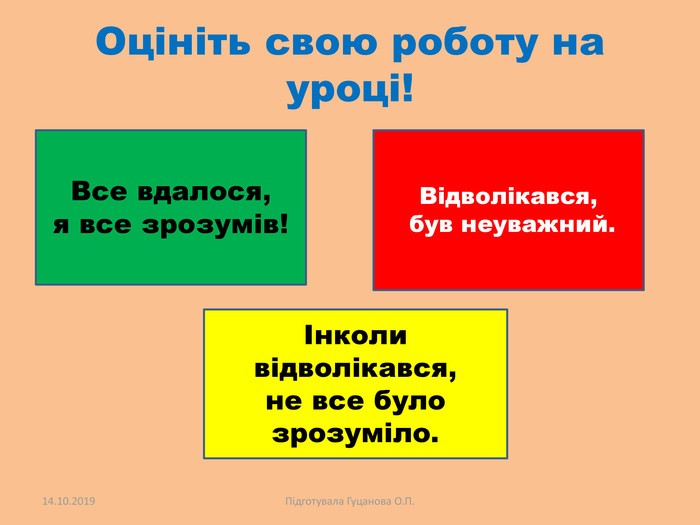 Оцініть свою роботу на
уроці!
Все вдалося,
я все зрозумів!
Відволікався,
був неуважний.
Інколи
відволікався,
не все було
зрозуміло.
14.10.2019
Підготувала Гуцанова О.П.